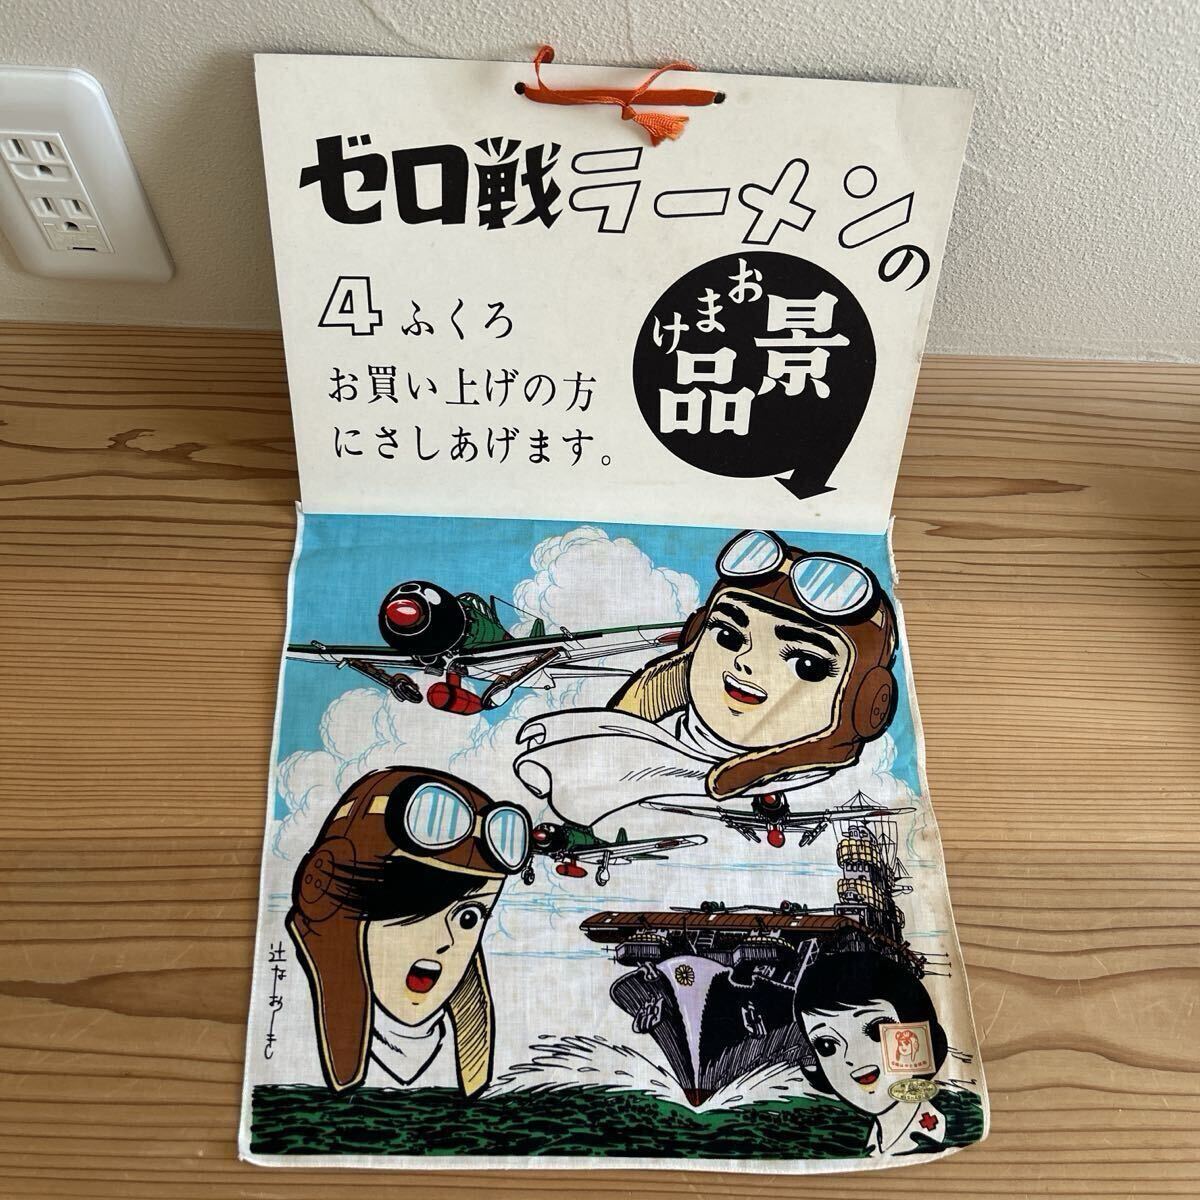 ゼロ戦ラーメンの
おまけ
景品
4ふくろ
お買い上げの方
にさしあげます。
辻なおき